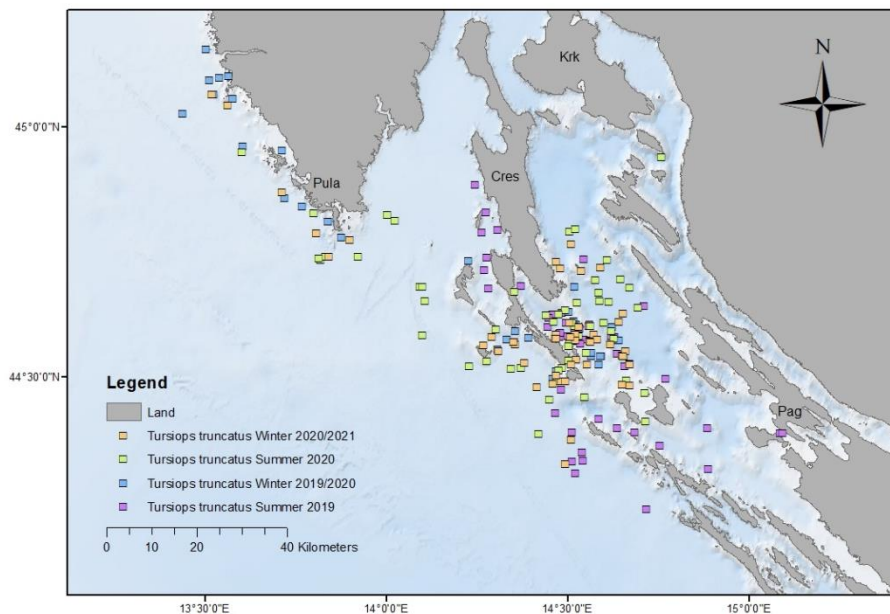 N
Krk
45°0'0"N
Cres
Pula
44°30'0"N
Legend
Land
Pag
Tursiops truncatus Winter 2020/2021
Tursiops truncatus Summer 2020
Tursiops truncatus Winter 2019/2020
Tursiops truncatus Summer 2019
0 10 20 40 Kilometers
13°30'0"E 14°0'0"E 14°30'0"E 15°0'0"E